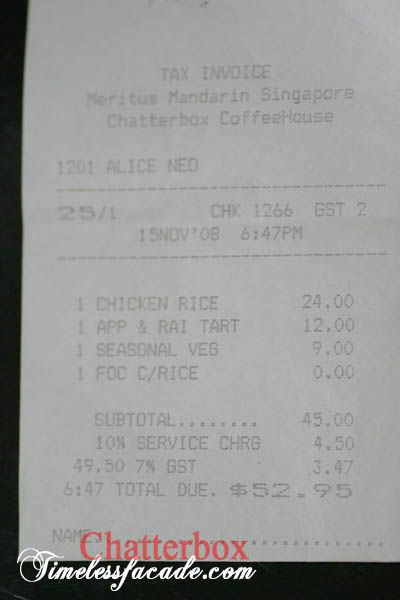 TAX INVOICE
Meritus Mandarin Singapore
Chatterbox CoffeeHouse
1201 ALICE NEO
25/1 CHK 1266 GST 2
15NOV'08 6:47PM
1 CHICKEN RICE 24.00
1 APP & RAI TART 12.00
1 SEASONAL VEG 9.00
1 FOC C/RICE 0.00
SUBTOTAL........ 45.00
10% SERVICE CHRG 4.50
49.50 7% GST 3.47
6:47 TOTAL DUE. $52.95
NAME
Chatterbox
Timelessfacade.com